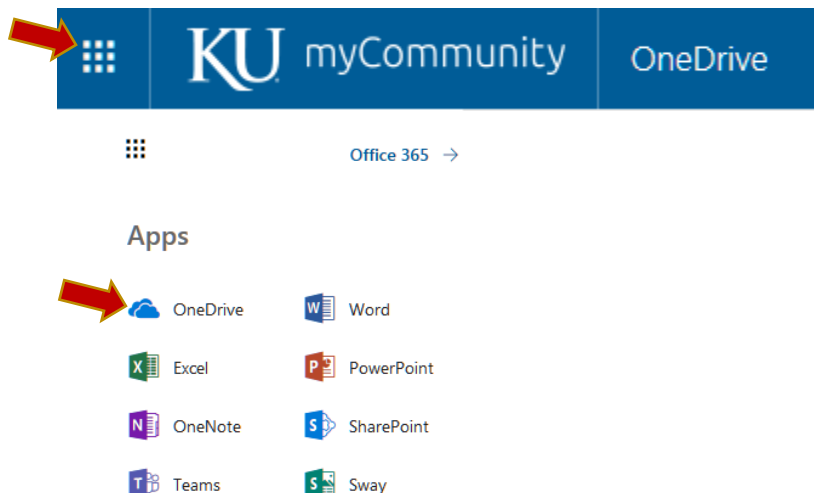 KU myCommunity OneDrive
Office 365 →
Apps
OneDrive Word
Excel PowerPoint
OneNote SharePoint
Teams Sway